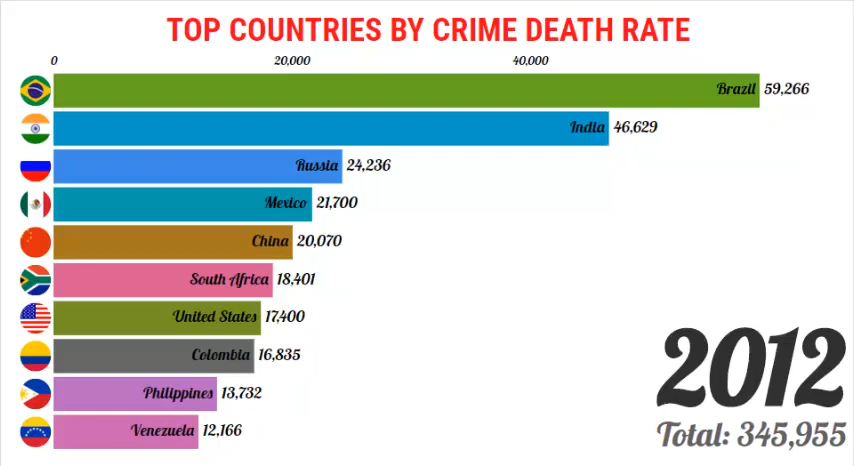 TOP COUNTRIES BY CRIME DEATH RATE
0 20,000 40,000
Brazil 59,266
India 46,629
Russia 24,236
Mexico 21,700
China 20,070
South Africa 18,401
United States 17,400
Colombia 16,835
Philippines 13,732
Venezuela 12,166
2012
Total: 345,955